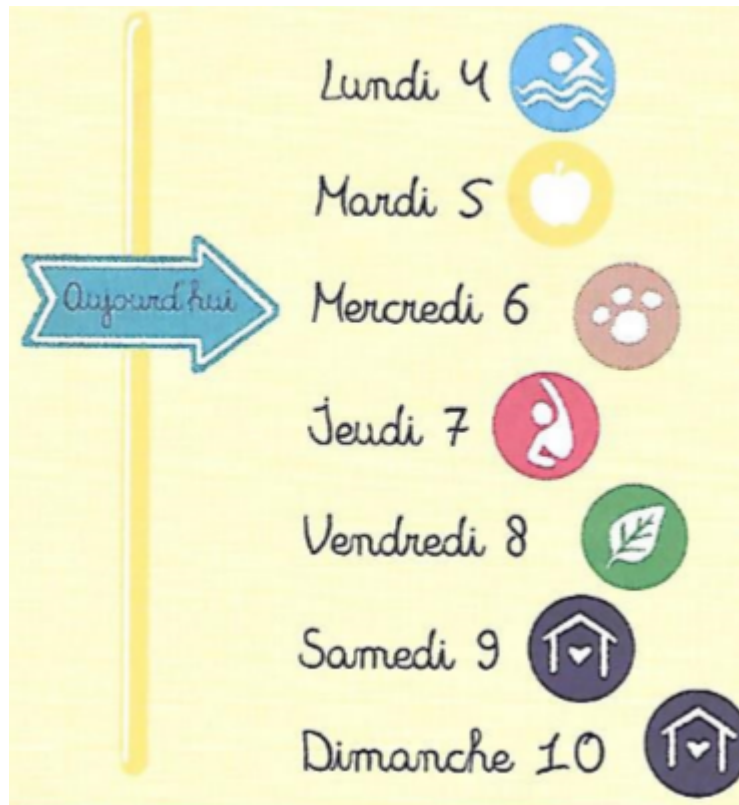 Lundi 4
Mardi 5
Aujourd'hui
Mercredi 6
Jeudi 7
Vendredi 8
Samedi 9
Dimanche 10